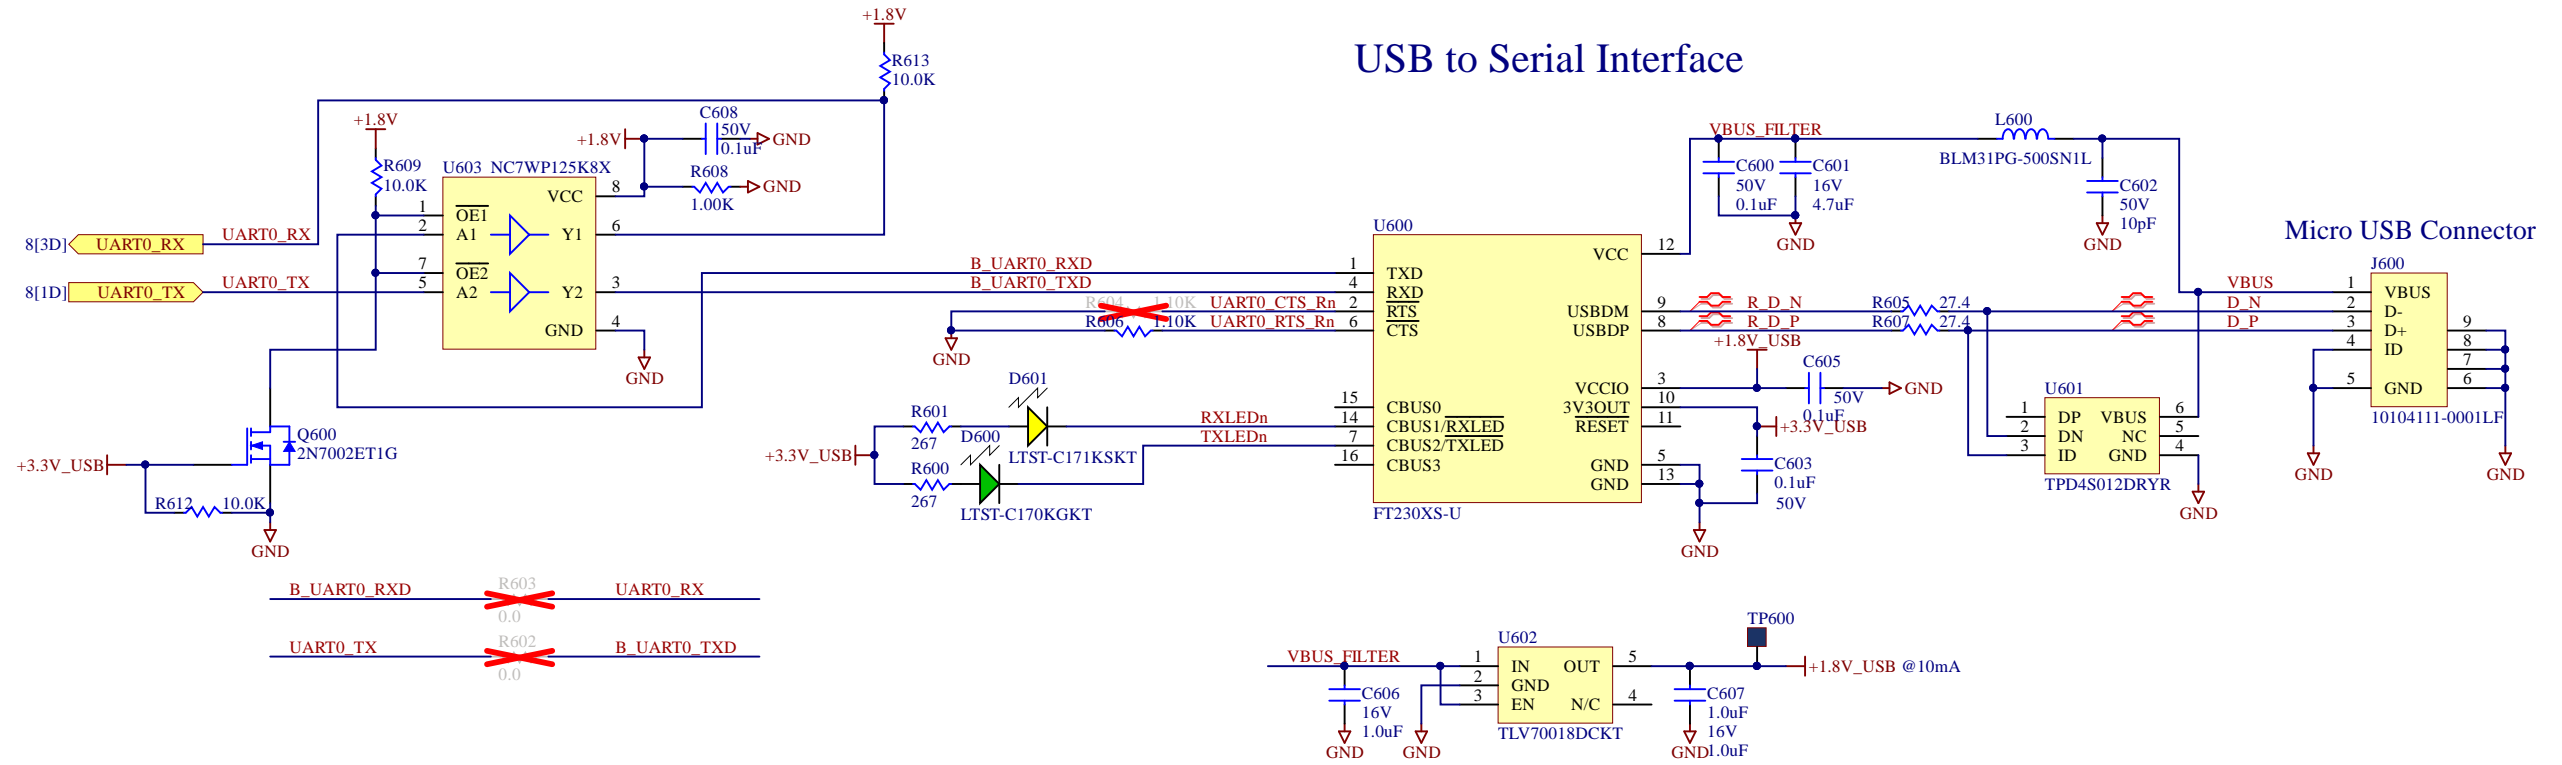 USB to Serial Interface
+1.8V
R613
10.0K
+1.8V
R609
10.0K
U603 NC7WP125K8X
VCC
8
1
OE1
2
A1
Y1
6
7
OE2
5
A2
Y2
3
GND
4
GND
+1.8V
C608
50V
0.1uF
GND
R608
1.00K
GND
8[3D]
UART0_RX
UART0_RX
8[1D]
UART0_TX
UART0_TX
+3.3V_USB
Q600
2N7002ET1G
R612
10.0K
GND
B_UART0_RXD
R603
0.0
UART0_RX
UART0_TX
R602
0.0
B_UART0_TXD
B_UART0_RXD
B_UART0_TXD
R604
1.10K
UART0_CTS_Rn
R606
1.10K
UART0_RTS_Rn
GND
+3.3V_USB
R601
267
D601
LTST-C171KSKT
R600
267
D600
LTST-C170KGKT
RXLEDn
TXLEDn
U600
1
TXD
4
RXD
2
RTS
6
CTS
15
CBUS0
14
CBUS1/RXLED
7
CBUS2/TXLED
16
CBUS3
VCC
12
USBDM
9
USBDP
8
VCCIO
3
3V3OUT
10
RESET
11
GND
5
GND
13
FT230XS-U
GND
VBUS_FILTER
C600
50V
0.1uF
C601
16V
4.7uF
GND
L600
BLM31PG-500SN1L
C602
50V
10pF
GND
R_D_N
R605
27.4
R_D_P
R607
27.4
+1.8V_USB
C605
50V
0.1uF
GND
+3.3V_USB
C603
0.1uF
50V
U601
1
DP
2
DN
3
ID
VBUS
6
NC
5
GND
4
TPD4S012DRYR
GND
Micro USB Connector
J600
VBUS
1
VBUS
D_N
2
D-
D_P
3
D+
4
ID
5
GND
9
8
7
6
10104111-0001LF
GND
GND
VBUS_FILTER
C606
16V
1.0uF
GND
GND
U602
1
IN
2
GND
3
EN
OUT
5
N/C
4
TLV70018DCKT
TP600
+1.8V_USB @10mA
C607
1.0uF
16V
1.0uF
GND